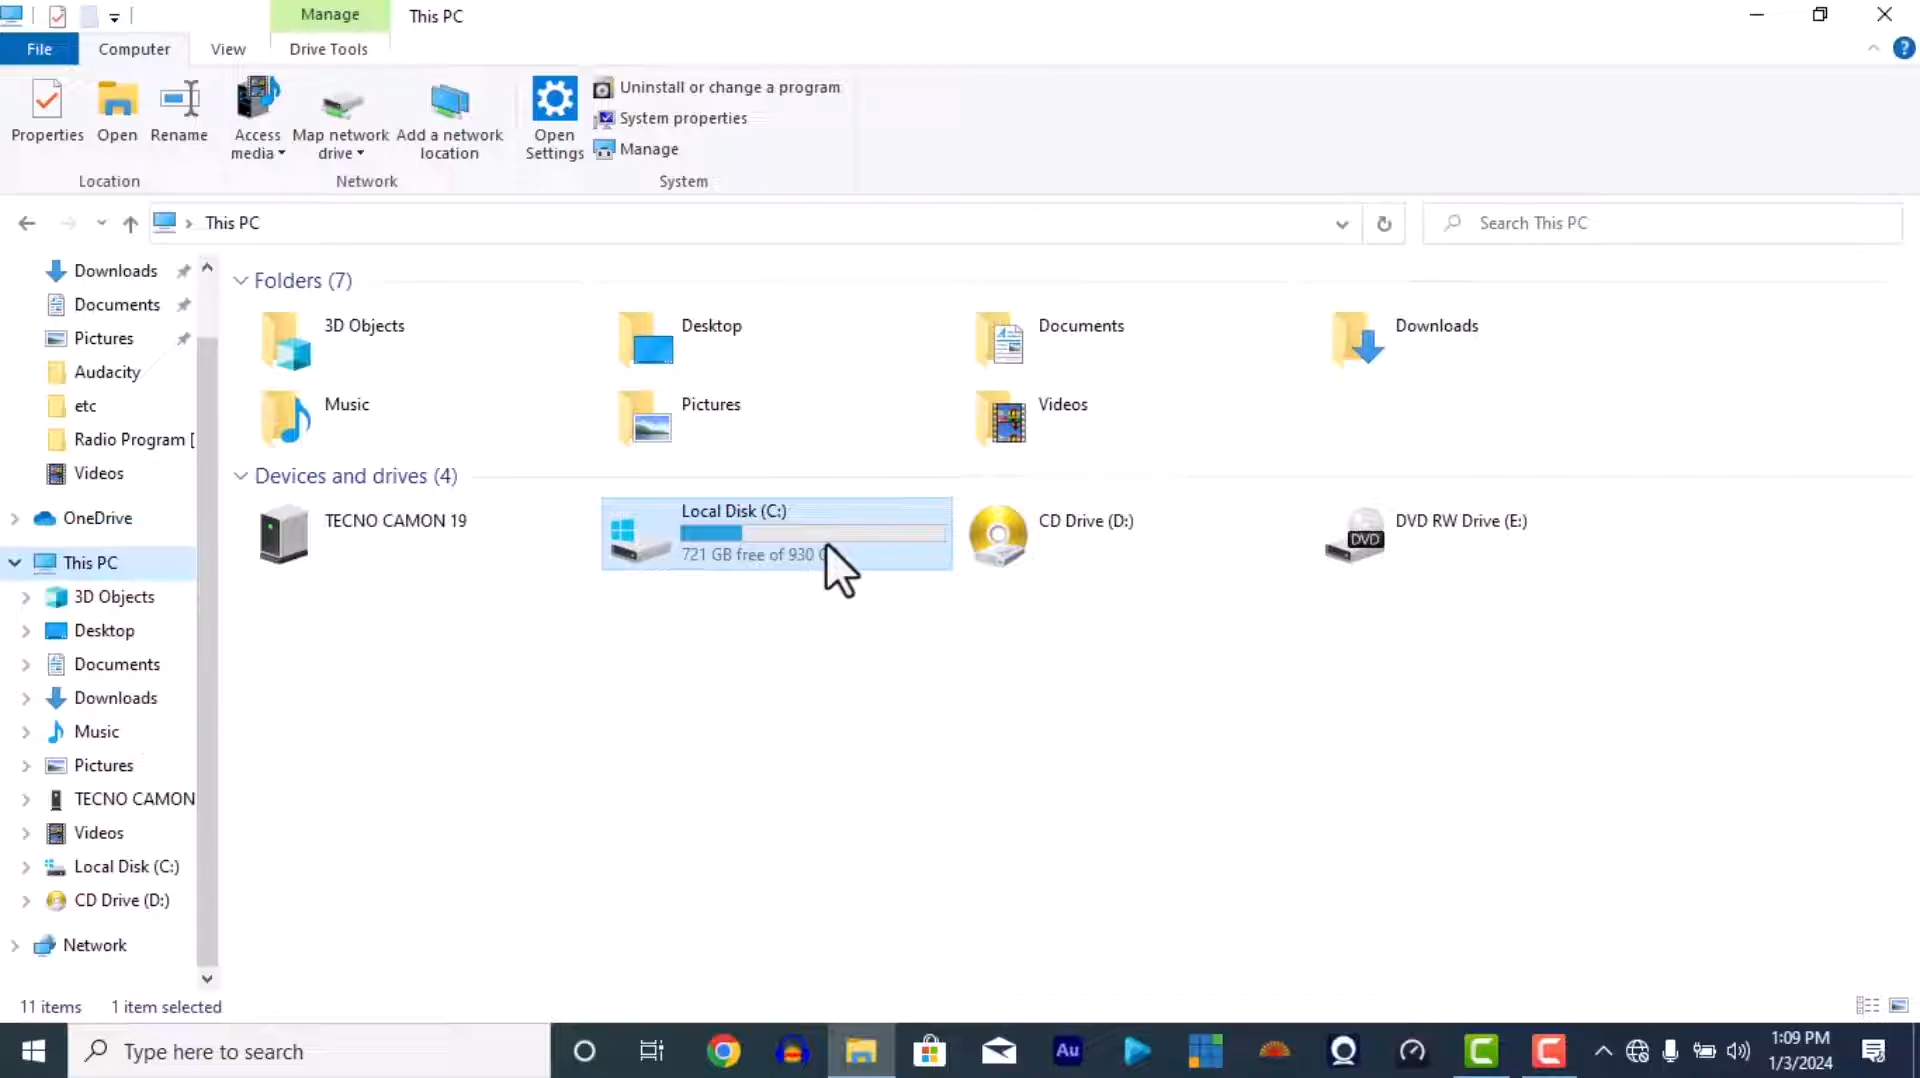 Manage
This PC
File
Computer
View
Drive Tools
Properties
Open
Rename
Access media
Map network drive
Add a network location
Open Settings
Uninstall or change a program
System properties
Manage
Location
Network
System
This PC
Search This PC
Downloads
Documents
Pictures
Audacity
etc
Radio Program [
Videos
OneDrive
This PC
3D Objects
Desktop
Documents
Downloads
Music
Pictures
TECNO CAMON
Videos
Local Disk (C:)
CD Drive (D:)
Network
Folders (7)
3D Objects
Desktop
Documents
Downloads
Music
Pictures
Videos
Devices and drives (4)
TECNO CAMON 19
Local Disk (C:)
721 GB free of 930
CD Drive (D:)
DVD
DVD RW Drive (E:)
11 items
1 item selected
Type here to search
Au
1:09 PM
1/3/2024